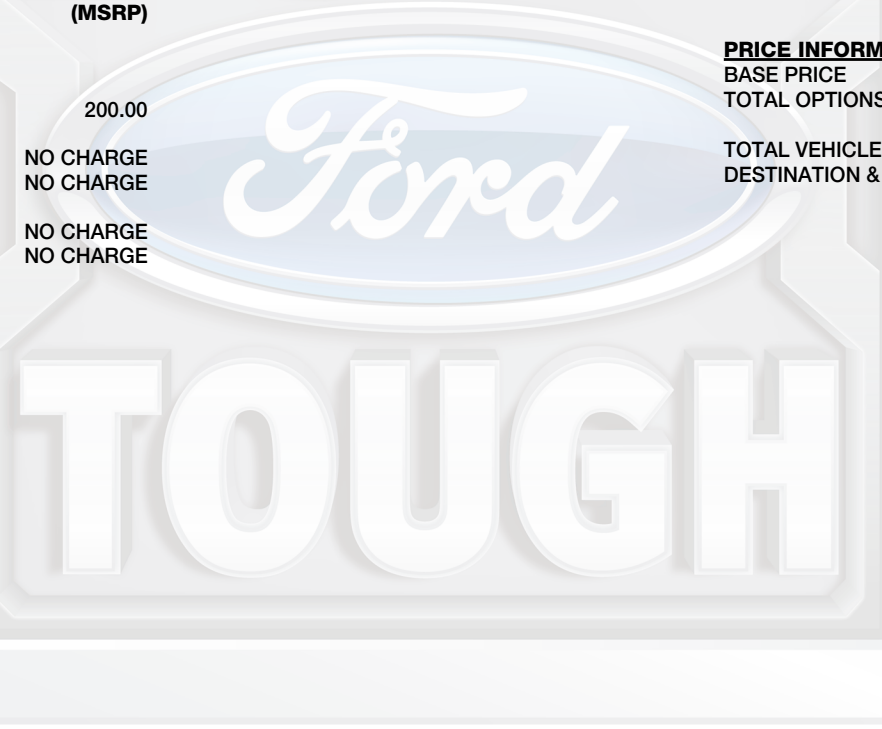 (MSRP)
200.00
NO CHARGE
NO CHARGE
NO CHARGE
NO CHARGE
PRICE INFORM
BASE PRICE
TOTAL OPTIONS
TOTAL VEHICLE
DESTINATION &
Ford
TOUGH